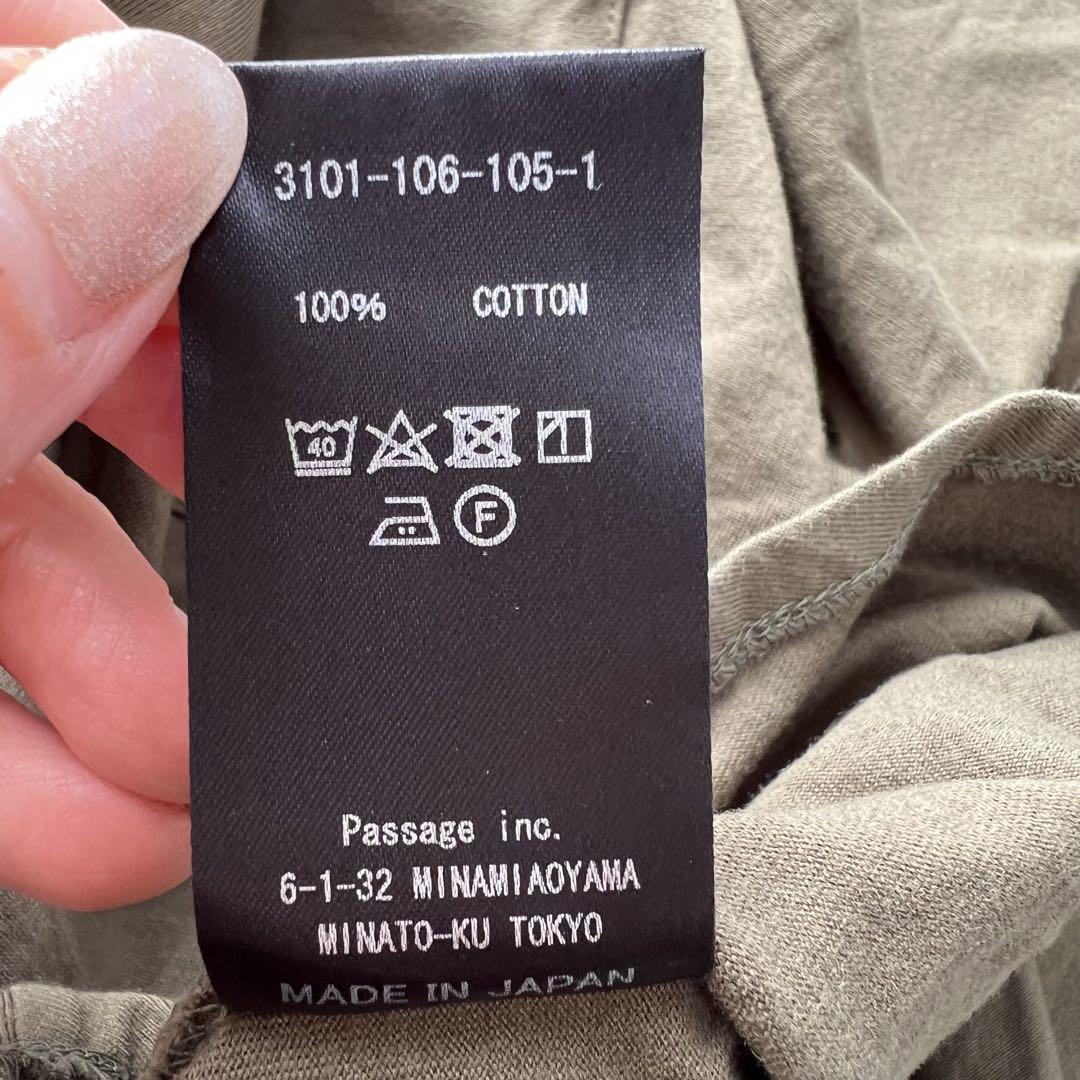 3101-106-105-1
100% COTTON
40
F
Passage inc.
6-1-32 MINAMIAOYAMA
MINATO-KU TOKYO
MADE IN JAPAN